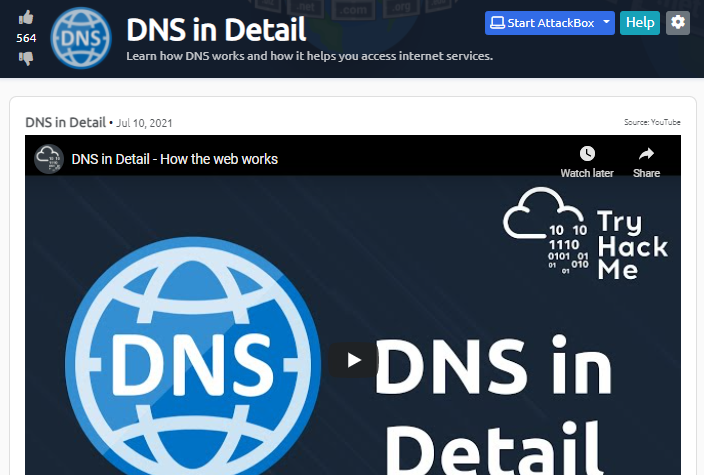 .net
.com
.org
564
DNS
DNS in Detail
Learn how DNS works and how it helps you access internet services.
Start AttackBox
Help
DNS in Detail • Jul 10, 2021
Source: YouTube
DNS in Detail - How the web works
Watch later
Share
10 10
1110
0101 01
01 010
01
Try
Hack
Me
DNS
DNS in
Detail